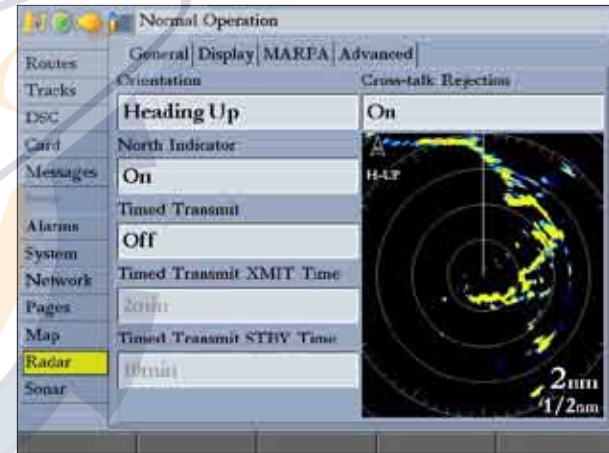 Normal Operation
General Display MARPA Advanced
Routes
Tracks
DSC
Card
Messages
Alarms
System
Network
Pages
Map
Radar
Sonar
Orientation
Heading Up
North Indicator
On
Timed Transmit
Off
Timed Transmit XMIT Time
2min
Timed Transmit STBY Time
10min
Cross-talk Rejection
On
H-UP
2nm
1/2nm